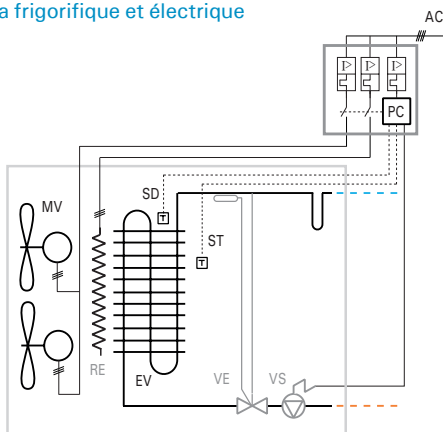 a frigorifique et électrique
AC
I> I> I>
PC
SD
MV
T
ST
T
RE
EV
VE
VS